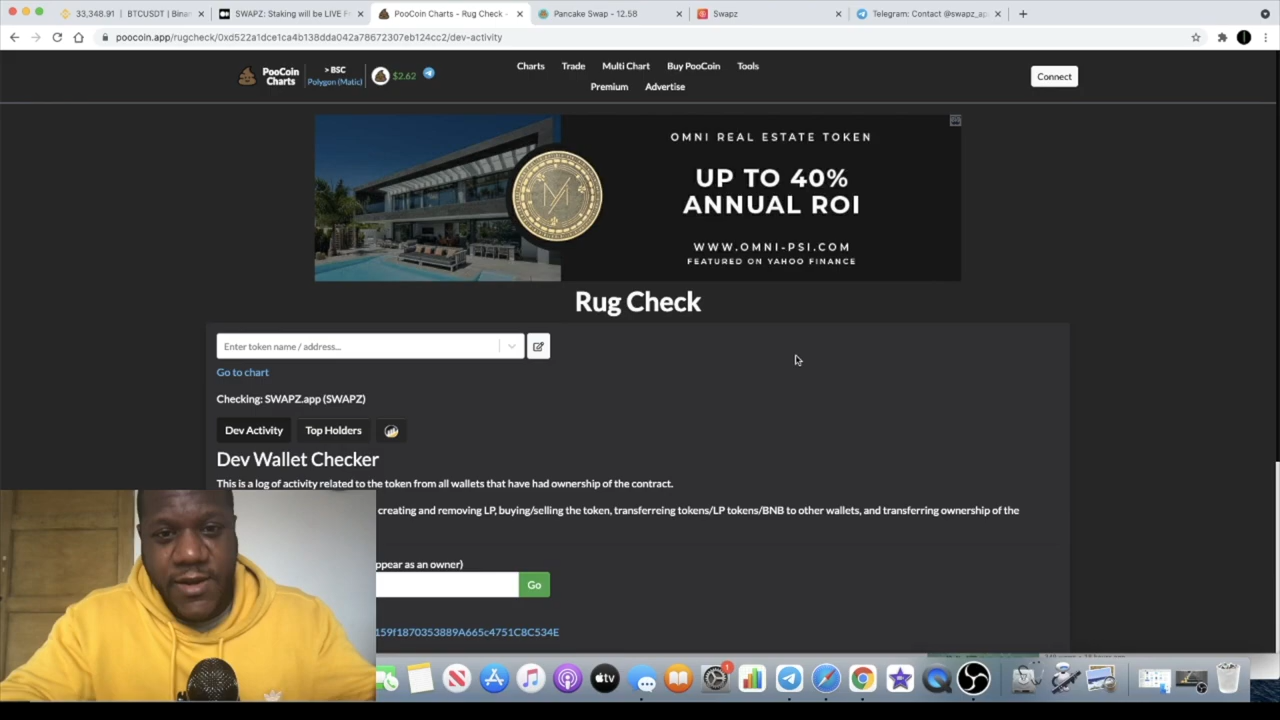 33,348.91 | BTCUSDT | Binan
SWAPZ: Staking will be LIVE F
PooCoin Charts - Rug Check -
Pancake Swap - 12.58
Swapz
Telegram: Contact @swapz_ap
poocoin.app/rugcheck/0xd522a1dce1ca4b138dda042a78672307eb124cc2/dev-activity
PooCoin
Charts
> BSC
Polygon (Matic)
$2.62
Charts
Trade
Multi Chart
Buy PooCoin
Tools
Premium
Advertise
Connect
OMNI REAL ESTATE TOKEN
UP TO 40%
ANNUAL ROI
WWW.OMNI-PSI.COM
FEATURED ON YAHOO FINANCE
Rug Check
Enter token name / address...
Go to chart
Checking: SWAPZ.app (SWAPZ)
Dev Activity
Top Holders
Dev Wallet Checker
This is a log of activity related to the token from all wallets that have had ownership of the contract.
creating and removing LP, buying/selling the token, transferreing tokens/LP tokens/BNB to other wallets, and transferring ownership of the
ppear as an owner)
Go
159f1870353889A665c4751C8C534E
tv
1